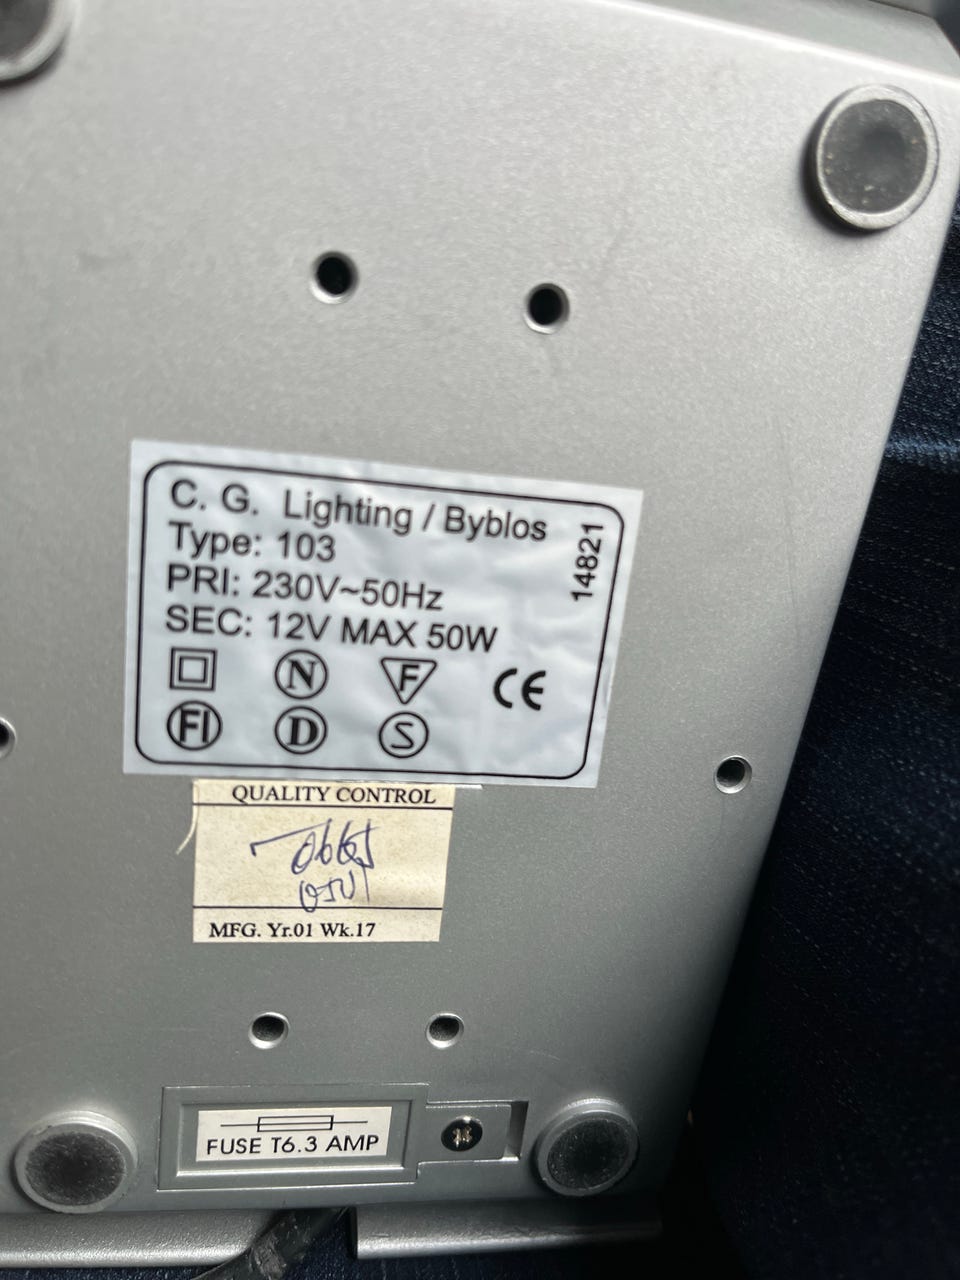 C. G. Lighting / Byblos
Type: 103
PRI: 230V~50Hz
SEC: 12V MAX 50W
14821
N F CE
FI D S
QUALITY CONTROL
MFG. Yr.01 Wk.17
FUSE T6.3 AMP